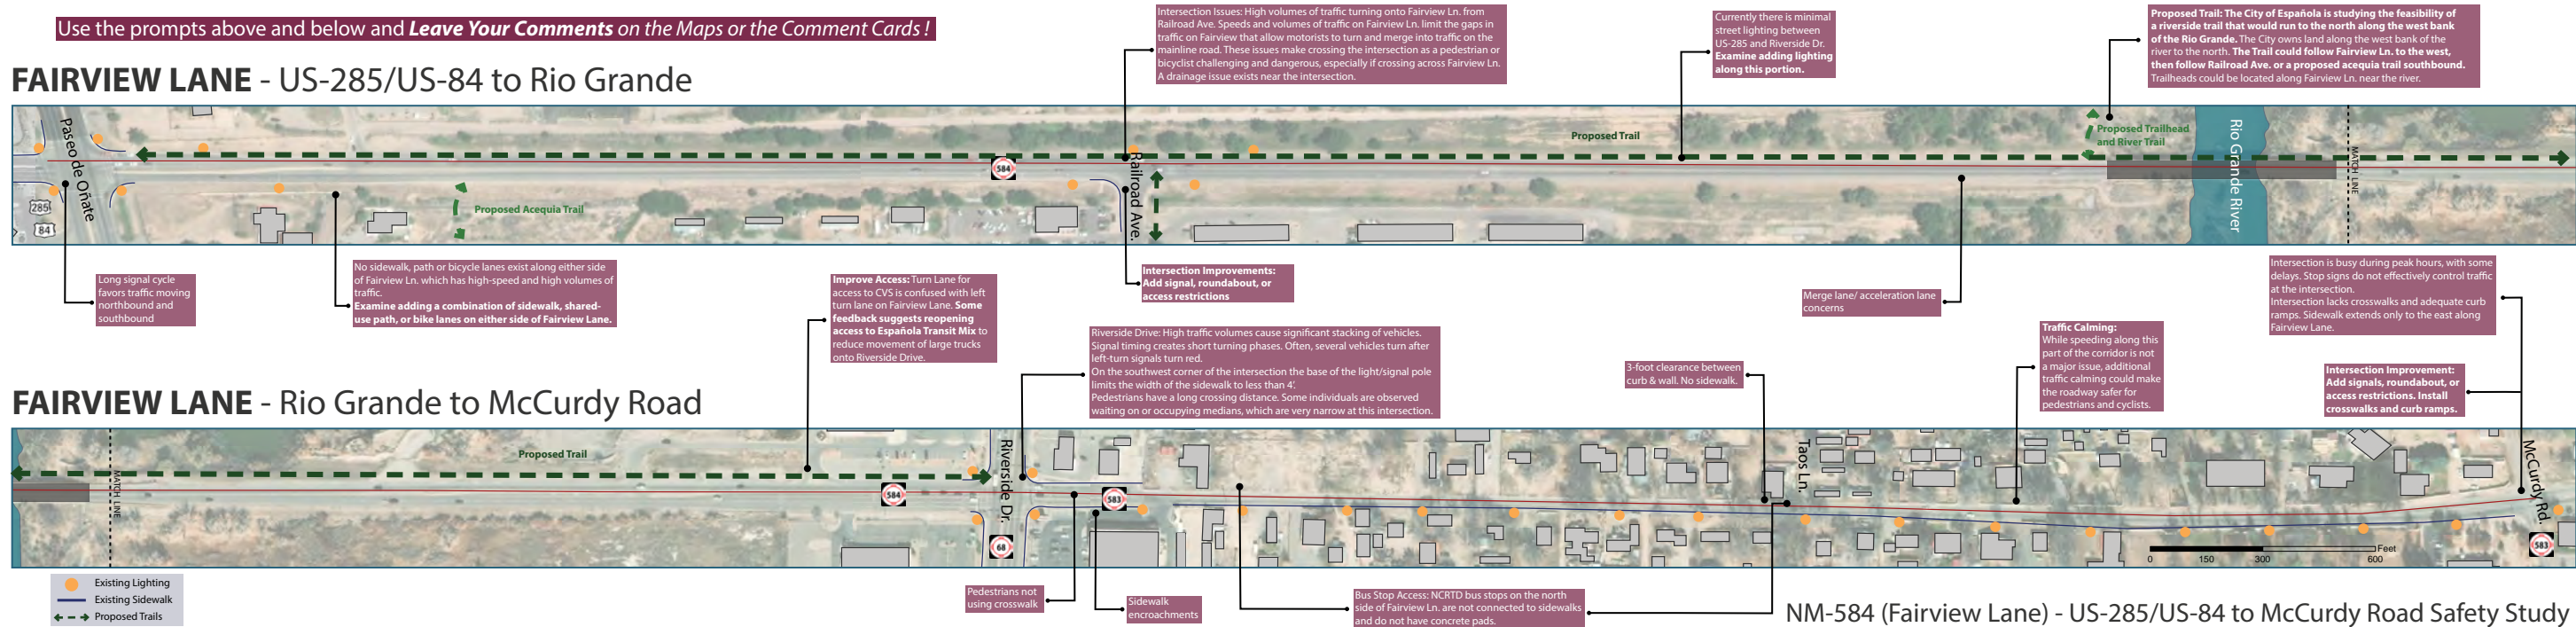 Use the prompts above and below and Leave Your Comments on the Maps or the Comment Cards !
FAIRVIEW LANE - US-285/US-84 to Rio Grande
Intersection Issues: High volumes of traffic turning onto Fairview Ln. from
Railroad Ave. Speeds and volumes of traffic on Fairview Ln. limit the gaps in
traffic on Fairview that allow motorists to turn and merge into traffic on the
mainline road. These issues make crossing the intersection as a pedestrian or
bicyclist challenging and dangerous, especially if crossing across Fairview Ln.
A drainage issue exists near the intersection.
Currently there is minimal
street lighting between
US-285 and Riverside Dr.
Examine adding lighting
along this portion.
Proposed Trail: The City of Española is studying the feasibility of
a riverside trail that would run to the north along the west bank
of the Rio Grande. The City owns land along the west bank of the
river to the north. The Trail could follow Fairview Ln. to the west,
then follow Railroad Ave. or a proposed acequia trail southbound.
Trailheads could be located along Fairview Ln. near the river.
Paseo de Oñate
285
84
Proposed Acequia Trail
584
Railroad Ave.
Proposed Trail
Proposed Trailhead
and River Trail
Rio Grande River
MATCH LINE
Long signal cycle
favors traffic moving
northbound and
southbound
No sidewalk, path or bicycle lanes exist along either side
of Fairview Ln. which has high-speed and high volumes of
traffic.
Examine adding a combination of sidewalk, shared-
use path, or bike lanes on either side of Fairview Lane.
Improve Access: Turn Lane for
access to CVS is confused with left
turn lane on Fairview Lane. Some
feedback suggests reopening
access to Española Transit Mix to
reduce movement of large trucks
onto Riverside Drive.
Intersection Improvements:
Add signal, roundabout, or
access restrictions
Riverside Drive: High traffic volumes cause significant stacking of vehicles.
Signal timing creates short turning phases. Often, several vehicles turn after
left-turn signals turn red.
On the southwest corner of the intersection the base of the light/signal pole
limits the width of the sidewalk to less than 4'.
Pedestrians have a long crossing distance. Some individuals are observed
waiting on or occupying medians, which are very narrow at this intersection.
Merge lane/ acceleration lane
concerns
3-foot clearance between
curb & wall. No sidewalk.
Traffic Calming:
While speeding along this
part of the corridor is not
a major issue, additional
traffic calming could make
the roadway safer for
pedestrians and cyclists.
Intersection is busy during peak hours, with some
delays. Stop signs do not effectively control traffic
at the intersection.
Intersection lacks crosswalks and adequate curb
ramps. Sidewalk extends only to the east along
Fairview Lane.
Intersection Improvement:
Add signals, roundabout, or
access restrictions. Install
crosswalks and curb ramps.
FAIRVIEW LANE - Rio Grande to McCurdy Road
MATCH LINE
Proposed Trail
584
Riverside Dr.
68
583
Taos Ln.
McCurdy Rd.
583
0 150 300 600
Feet
Existing Lighting
Existing Sidewalk
Proposed Trails
Pedestrians not
using crosswalk
Sidewalk
encroachments
Bus Stop Access: NCRTD bus stops on the north
side of Fairview Ln. are not connected to sidewalks
and do not have concrete pads.
NM-584 (Fairview Lane) - US-285/US-84 to McCurdy Road Safety Study